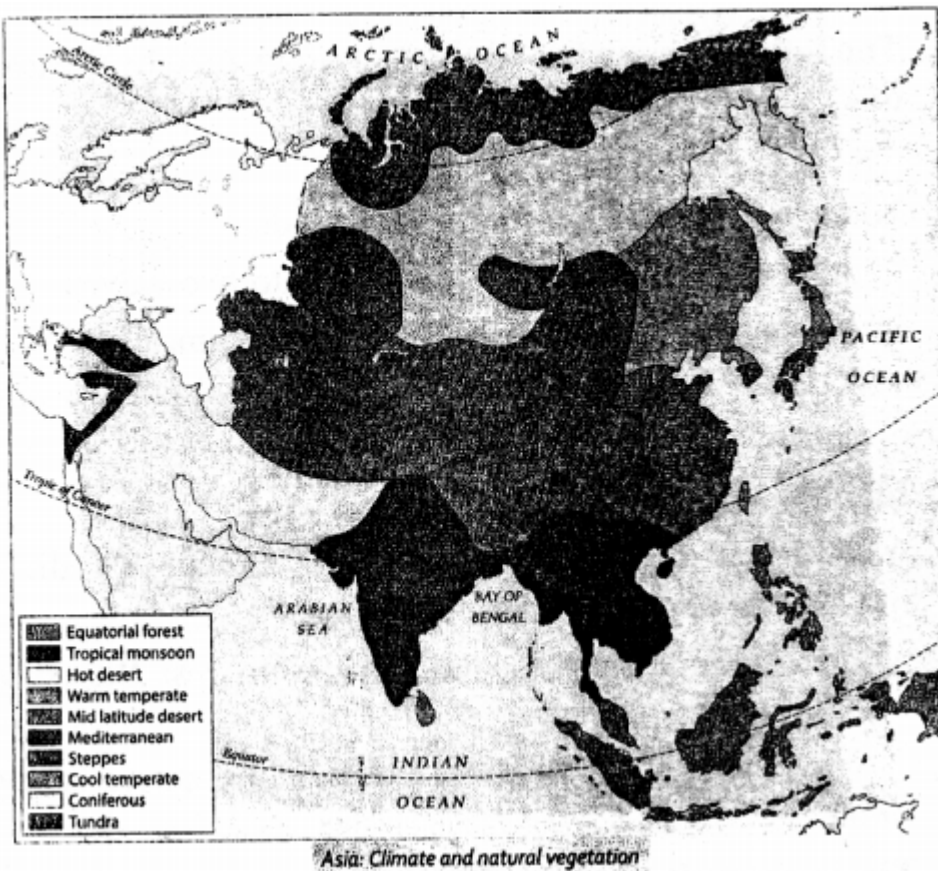 ARCTIC OCEAN
Arctic Circle
PACIFIC
OCEAN
Tropic of Cancer
ARABIAN
SEA
BAY OF
BENGAL
Equatorial forest
Tropical monsoon
Hot desert
Warm temperate
Mid latitude desert
Mediterranean
Steppes
Cool temperate
Coniferous
Tundra
Equator
INDIAN
OCEAN
Asia: Climate and natural vegetation